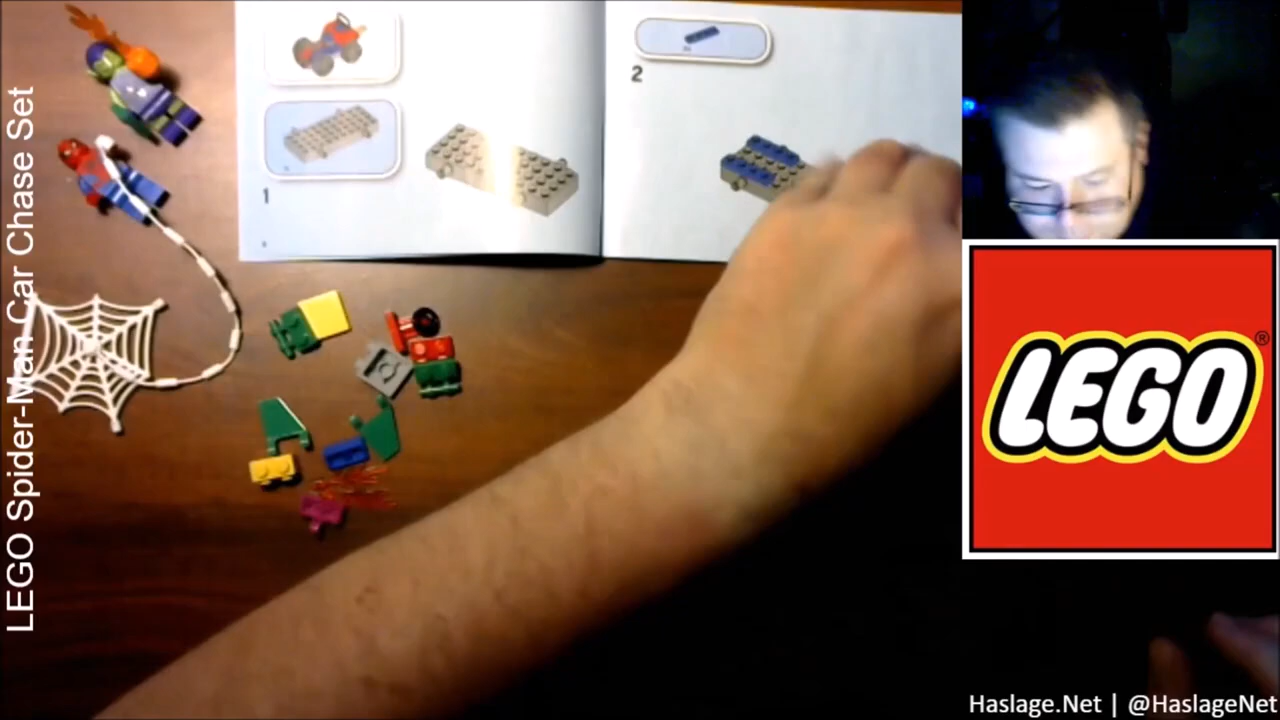 LEGO Spider-Man Car Chase Set
1
2
LEGO®
Haslage.Net | @HaslageNet